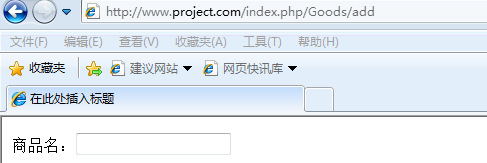 http://www.project.com/index.php/Goods/add
文件(F) 编辑(E) 查看(V) 收藏夹(A) 工具(T) 帮助(H)
收藏夹 建议网站 网页快讯库
在此处插入标题
商品名：